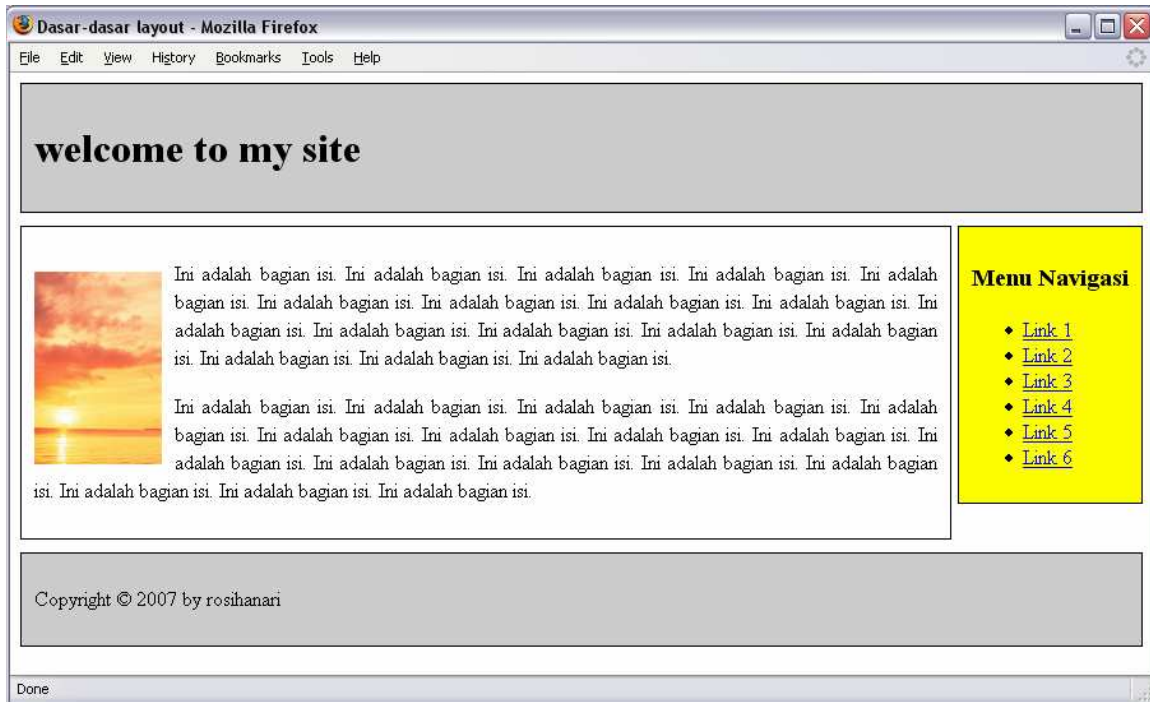 Dasar-dasar layout - Mozilla Firefox
File Edit View History Bookmarks Tools Help
welcome to my site
Ini adalah bagian isi. Ini adalah bagian isi. Ini adalah bagian isi. Ini adalah bagian isi. Ini adalah
bagian isi. Ini adalah bagian isi. Ini adalah bagian isi. Ini adalah bagian isi. Ini adalah bagian isi. Ini
adalah bagian isi. Ini adalah bagian isi. Ini adalah bagian isi. Ini adalah bagian isi. Ini adalah bagian
isi. Ini adalah bagian isi. Ini adalah bagian isi. Ini adalah bagian isi.
Ini adalah bagian isi. Ini adalah bagian isi. Ini adalah bagian isi. Ini adalah bagian isi. Ini adalah
bagian isi. Ini adalah bagian isi. Ini adalah bagian isi. Ini adalah bagian isi. Ini adalah bagian isi. Ini
adalah bagian isi. Ini adalah bagian isi. Ini adalah bagian isi. Ini adalah bagian isi. Ini adalah bagian
isi. Ini adalah bagian isi. Ini adalah bagian isi. Ini adalah bagian isi.
Menu Navigasi
Link 1
Link 2
Link 3
Link 4
Link 5
Link 6
Copyright © 2007 by rosihanari
Done